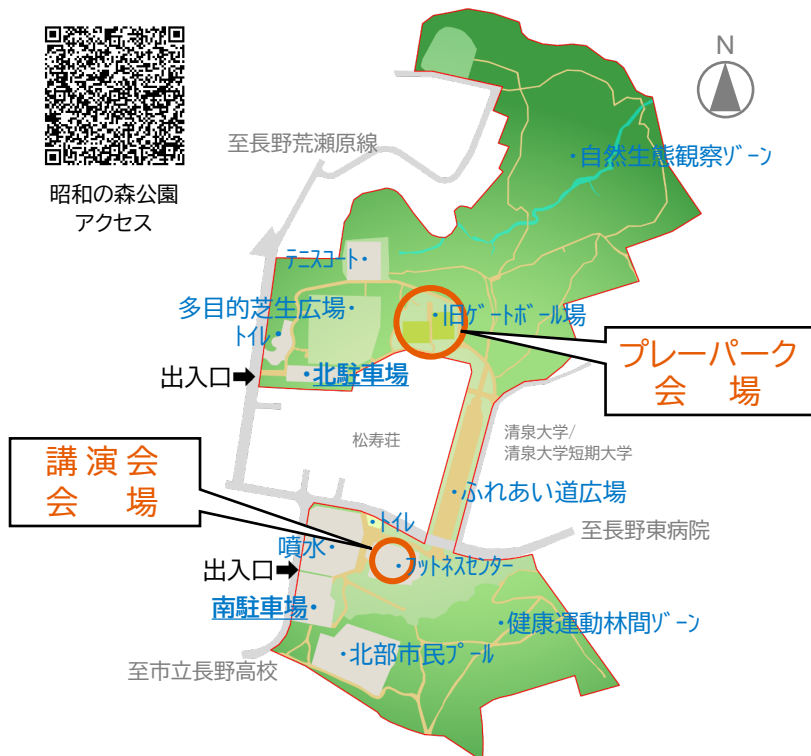 N
昭和の森公園
アクセス
至長野荒瀬原線
・自然生態観察ｿﾞｰﾝ
ﾃﾆｽｺｰﾄ・
多目的芝生広場・
ﾄｲﾚ・
・旧ｹﾞｰﾄﾎﾞｰﾙ場
プレーパーク
会 場
出入口➡
・北駐車場
松寿荘
清泉大学/
清泉大学短期大学
講 演 会
会 場
・ふれあい道広場
・ﾄｲﾚ
至長野東病院
噴水・
・ﾌｯﾄﾈｽｾﾝﾀｰ
出入口➡
南駐車場・
・健康運動林間ｿﾞｰﾝ
・北部市民ﾌﾟｰﾙ
至市立長野高校